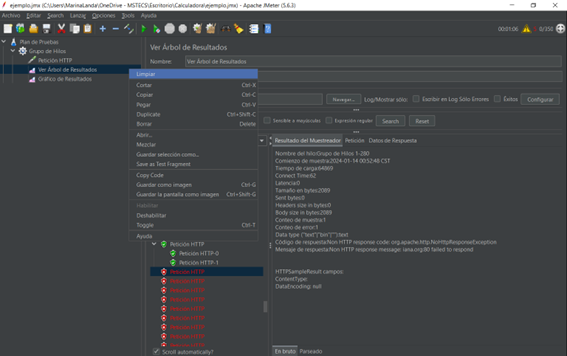 ejemplo.jmx (C:\Users\MarinaLanda\OneDrive - MSTECS\Escritorio\Calculadora\ejemplo.jmx) - Apache JMeter (5.6.3)
Archivo Editar Search Lanzar Opciones Tools Ayuda
00:01:06 0/350
Plan de Pruebas
Grupo de Hilos
Petición HTTP
Ver Árbol de Resultados
Gráfico de Resultados
Ver Árbol de Resultados
Nombre: Ver Árbol de Resultados
Navegar... Log/Mostrar sólo: Escribir en Log Sólo Errores Éxitos Configurar
Sensible a mayúsculas Expresión regular Search Reset
Limpiar
Cortar Ctrl-X
Copiar Ctrl-C
Pegar Ctrl-V
Duplicate Ctrl+Shift-C
Borrar Delete
Abrir...
Mezclar
Guardar selección como...
Save as Test Fragment
Copy Code
Guardar como imagen Ctrl-G
Guardar la pantalla como imagen Ctrl+Shift-G
Habilitar
Deshabilitar
Toggle Ctrl-T
Ayuda
Petición HTTP
Petición HTTP-0
Petición HTTP-1
Petición HTTP
Petición HTTP
Petición HTTP
Petición HTTP
Petición HTTP
Petición HTTP
Petición HTTP
Petición HTTP
Petición HTTP
Scroll automatically?
Resultado del Muestreador Petición Datos de Respuesta
Nombre del hilo:Grupo de Hilos 1-280
Comienzo de muestra:2024-01-14 00:52:48 CST
Tiempo de carga:64869
Connect Time:62
Latencia:0
Tamaño en bytes:2089
Sent bytes:0
Headers size in bytes:0
Body size in bytes:2089
Conteo de muestra:1
Conteo de error:1
Data type ("text"|"bin"|""):text
Código de respuesta:Non HTTP response code: org.apache.http.NoHttpResponseException
Mensaje de respuesta:Non HTTP response message: iana.org:80 failed to respond
HTTPSampleResult campos:
ContentType:
DataEncoding: null
En bruto Parseado